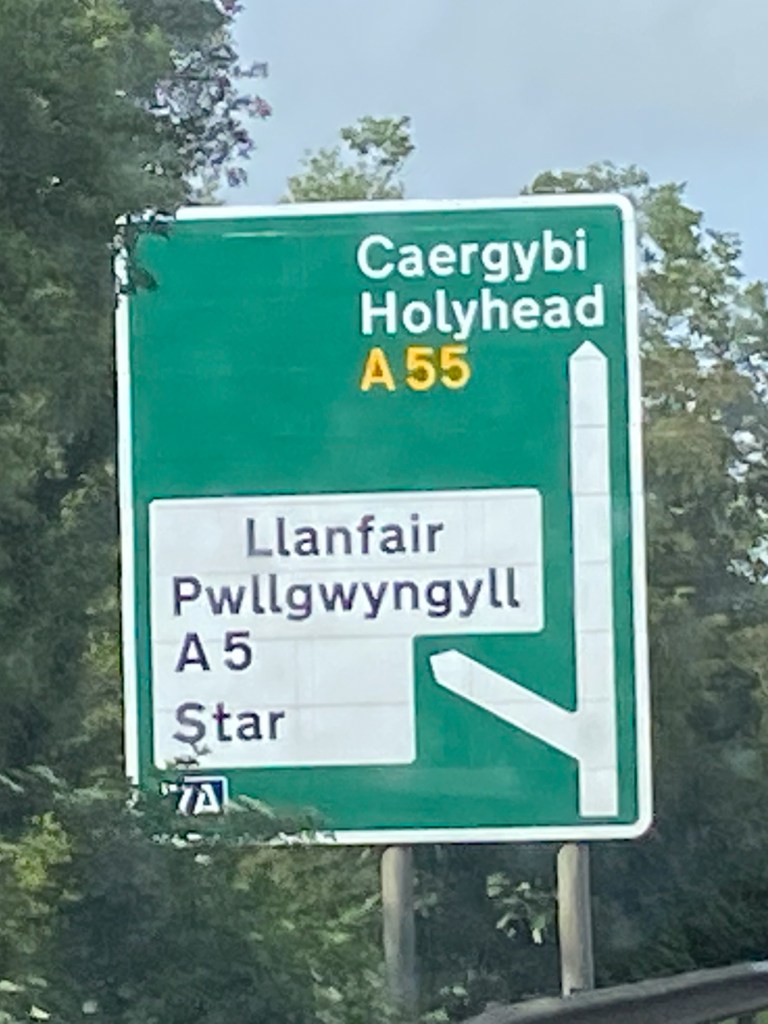 Caergybi
Holyhead
A55
Llanfair
Pwllgwyngyll
A5
Star
7A